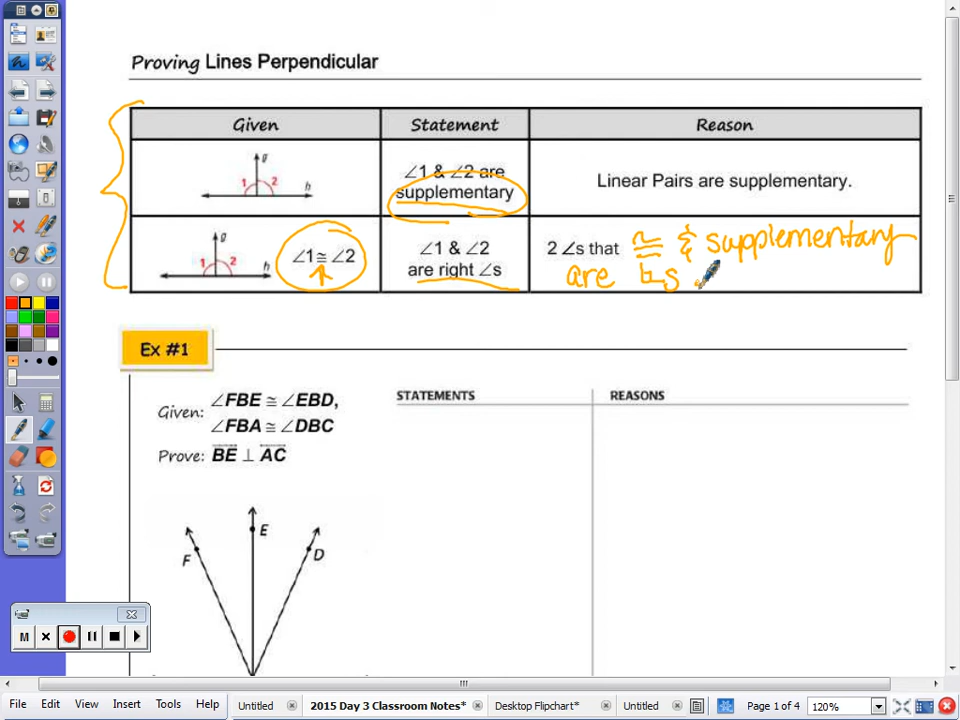 Proving Lines Perpendicular
Given Statement Reason
1 2 g h
∠1 & ∠2 are
supplementary
Linear Pairs are supplementary.
1 2 g h
∠1 ≅ ∠2
∠1 & ∠2
are right ∠s
2 ∠s that ≅ & supplementary
are ∟s
Ex #1
Given: ∠FBE ≅ ∠EBD,
∠FBA ≅ ∠DBC
Prove: BE ⊥ AC
STATEMENTS REASONS
E
F D
M
File Edit View Insert Tools Help Untitled 2015 Day 3 Classroom Notes* Desktop Flipchart* Untitled Page 1 of 4 120%